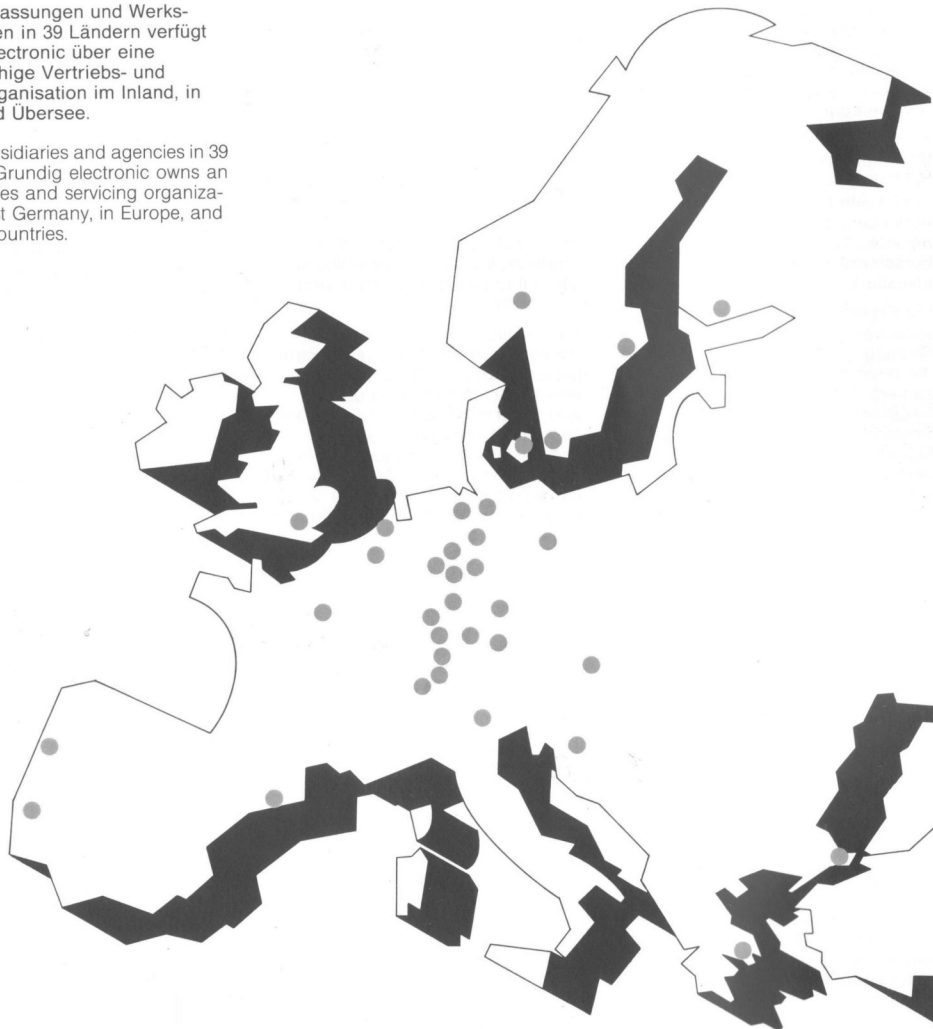 assungen und Werks-
en in 39 Ländern verfügt
ectronic über eine
hige Vertriebs- und
ganisation im Inland, in
d Übersee.
sidiaries and agencies in 39
Grundig electronic owns an
es and servicing organiza-
t Germany, in Europe, and
ountries.